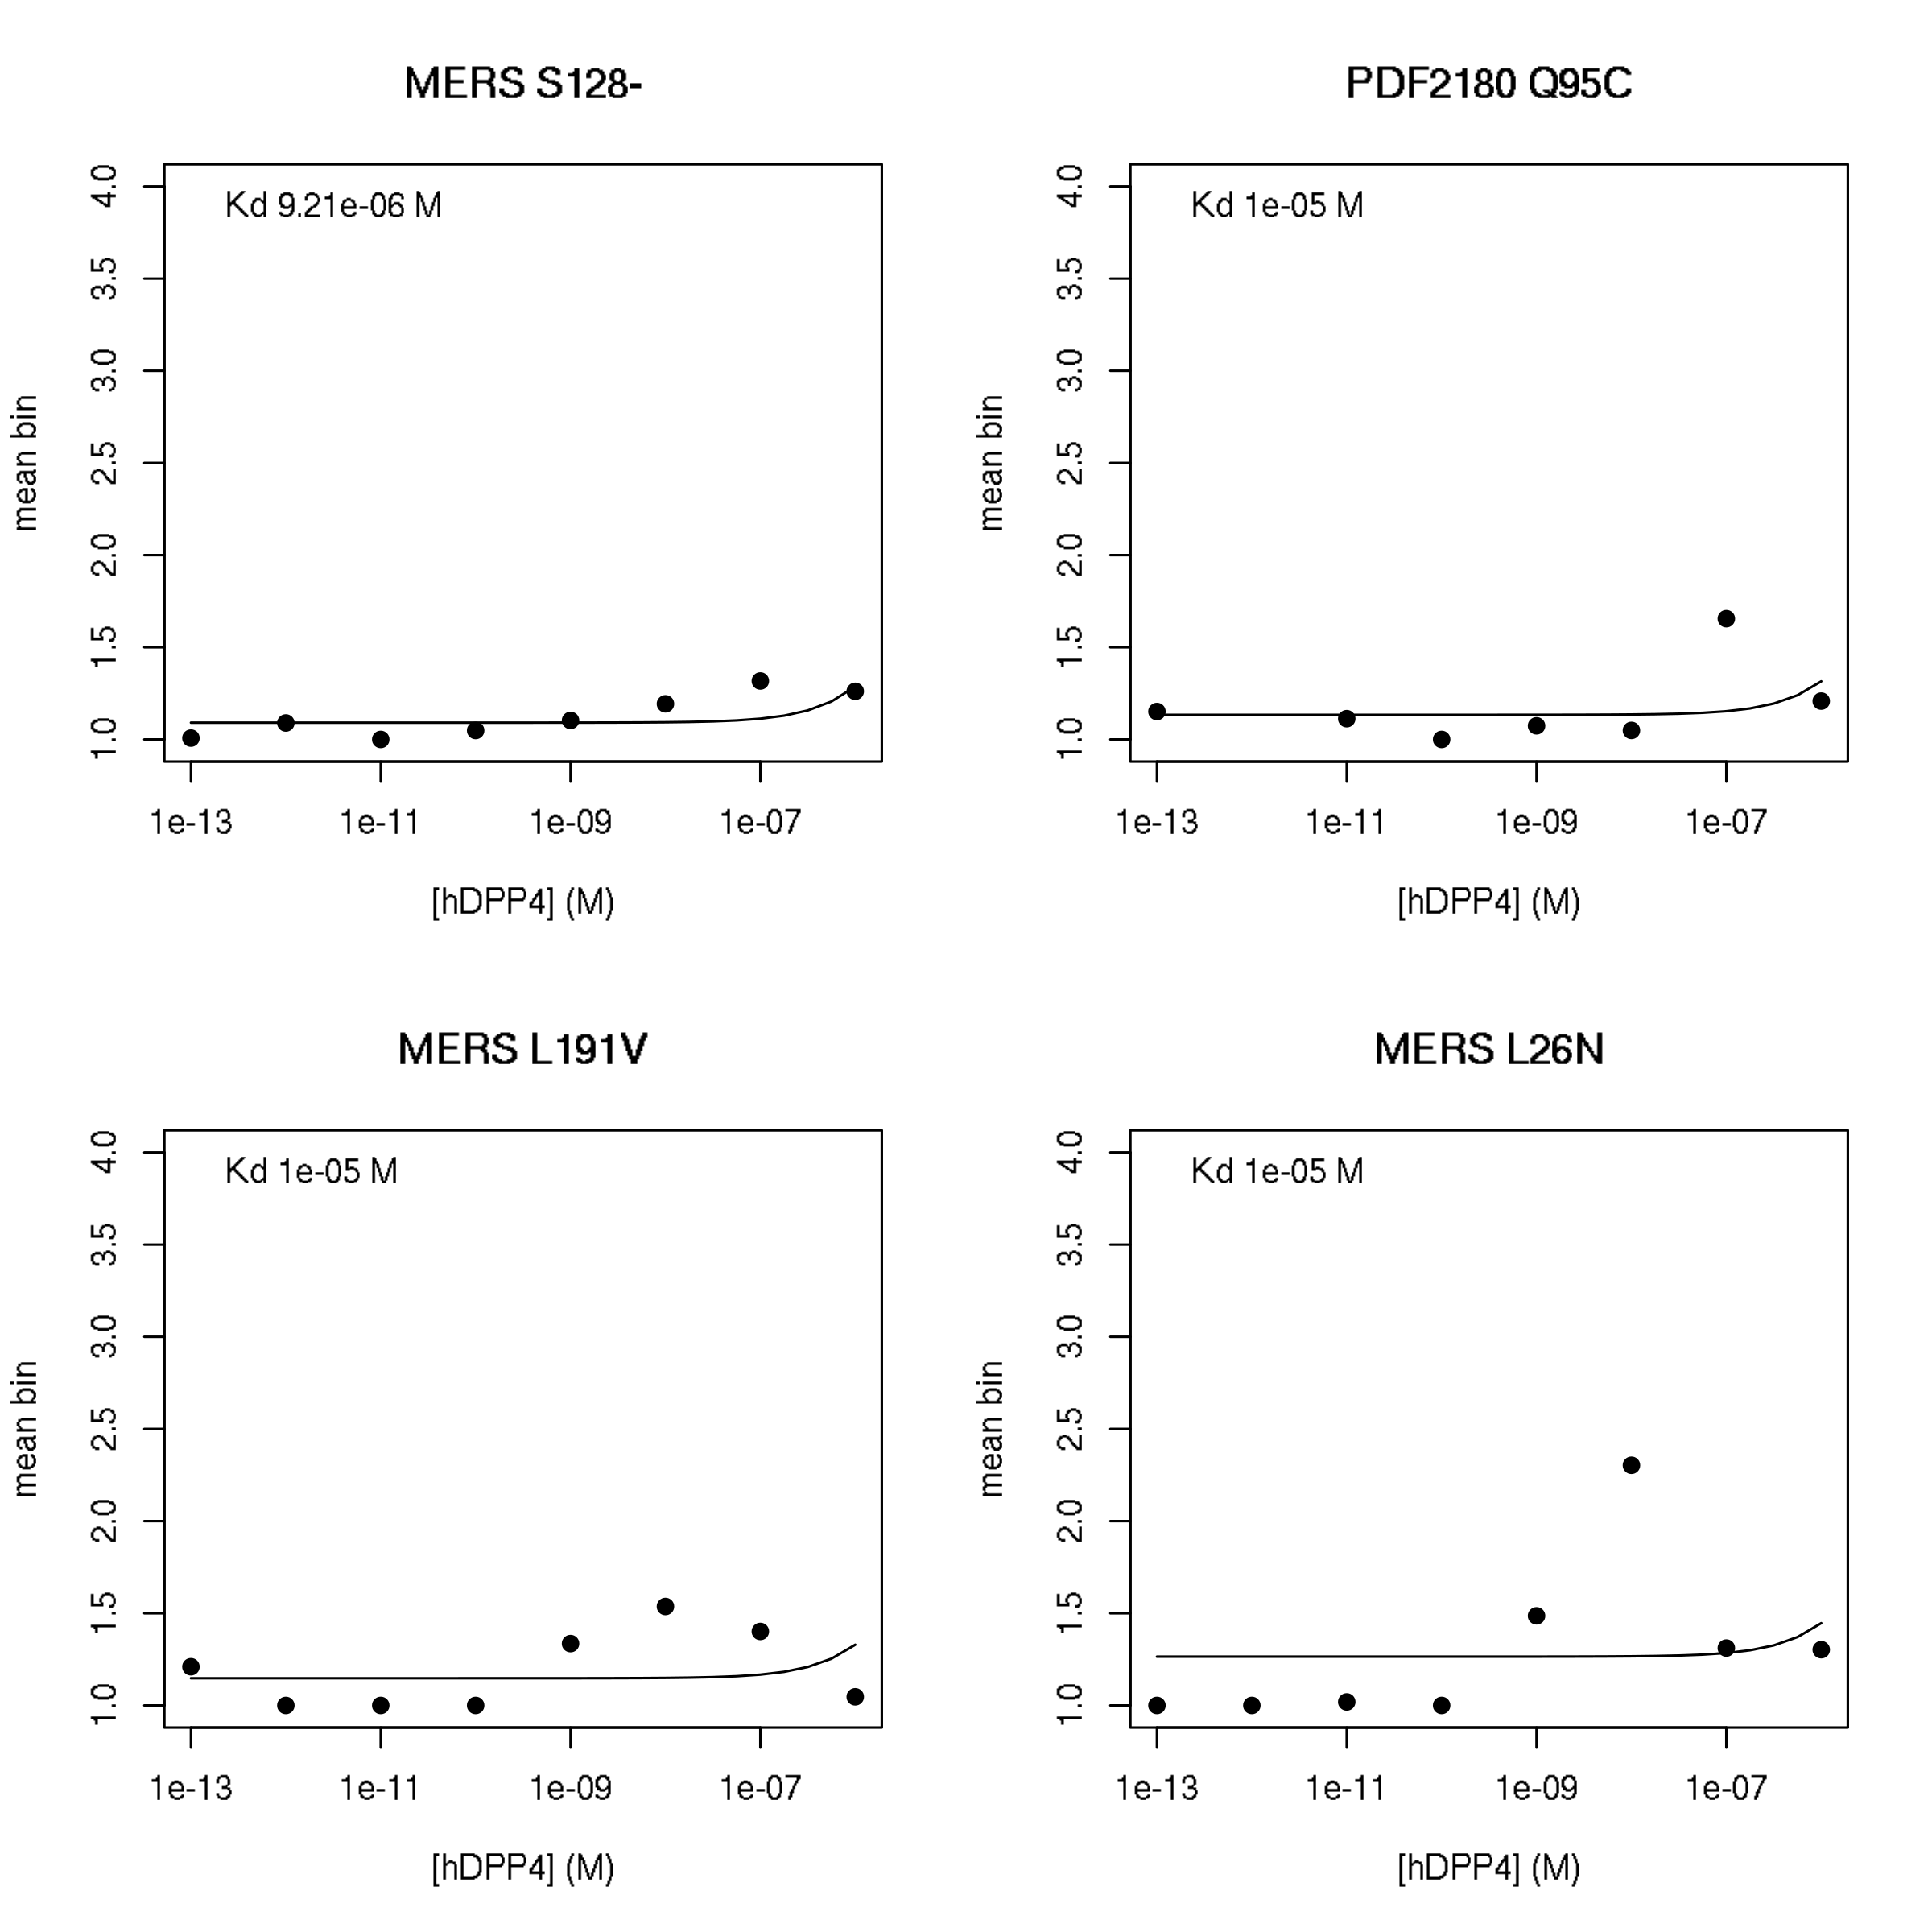 MERS S128-
Kd 9.21e-06 M
mean bin
4.0
3.5
3.0
2.5
2.0
1.5
1.0
1e-13 1e-11 1e-09 1e-07
[hDPP4] (M)
PDF2180 Q95C
Kd 1e-05 M
mean bin
4.0
3.5
3.0
2.5
2.0
1.5
1.0
1e-13 1e-11 1e-09 1e-07
[hDPP4] (M)
MERS L191V
Kd 1e-05 M
mean bin
4.0
3.5
3.0
2.5
2.0
1.5
1.0
1e-13 1e-11 1e-09 1e-07
[hDPP4] (M)
MERS L26N
Kd 1e-05 M
mean bin
4.0
3.5
3.0
2.5
2.0
1.5
1.0
1e-13 1e-11 1e-09 1e-07
[hDPP4] (M)